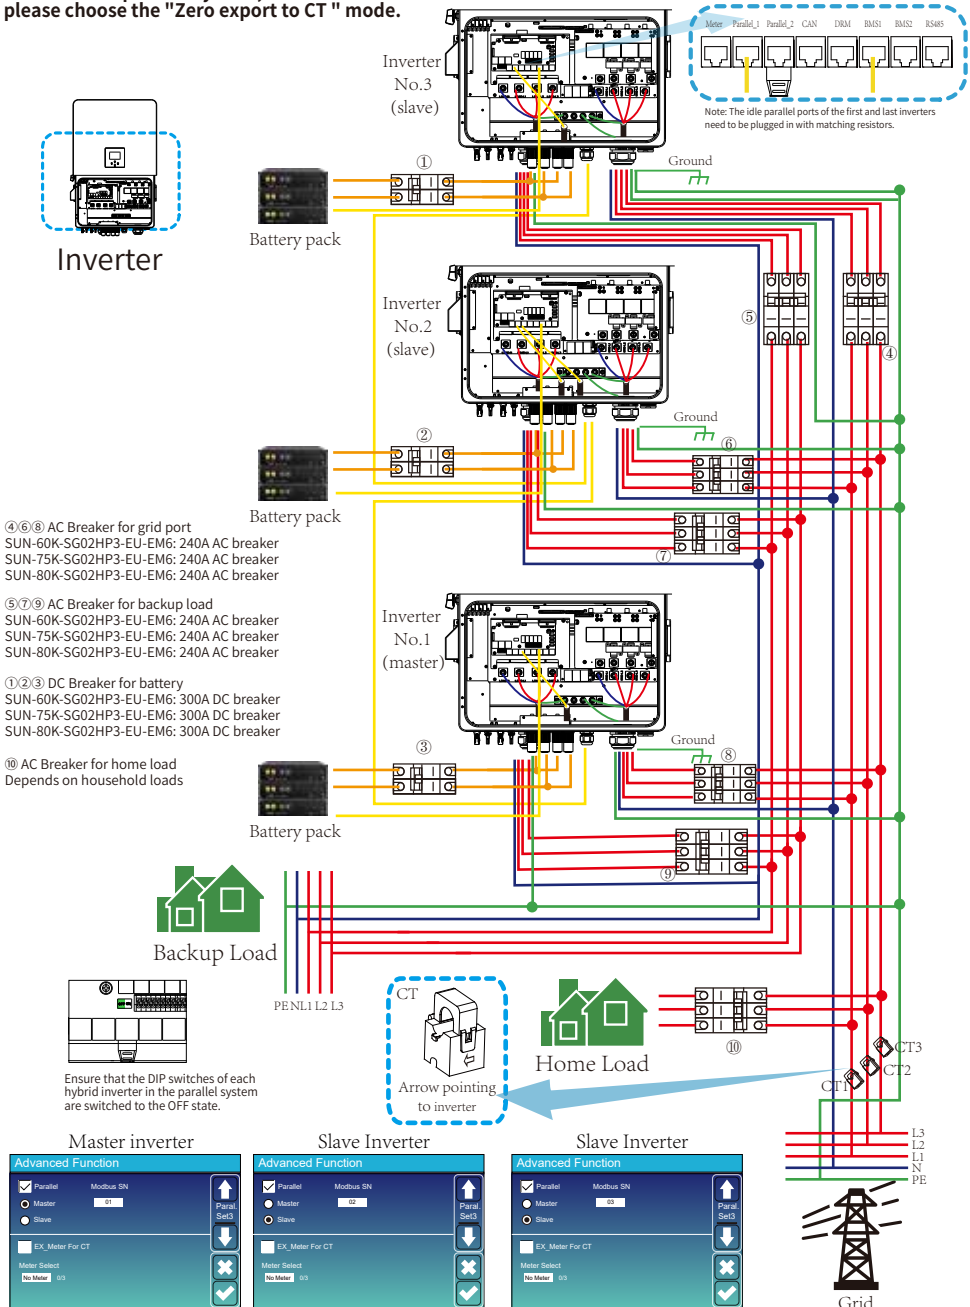 please choose the "Zero export to CT " mode.
Meter Parallel_1 Parallel_2 CAN DRM BMS1 BMS2 RS485
Note: The idle parallel ports of the first and last inverters
need to be plugged in with matching resistors.
Inverter
No.3
(slave)
Ground
①
Battery pack
Inverter
Inverter
No.2
(slave)
⑤
④
Ground
②
⑥
Battery pack
⑦
④⑥⑧ AC Breaker for grid port
SUN-60K-SG02HP3-EU-EM6: 240A AC breaker
SUN-75K-SG02HP3-EU-EM6: 240A AC breaker
SUN-80K-SG02HP3-EU-EM6: 240A AC breaker
⑤⑦⑨ AC Breaker for backup load
SUN-60K-SG02HP3-EU-EM6: 240A AC breaker
SUN-75K-SG02HP3-EU-EM6: 240A AC breaker
SUN-80K-SG02HP3-EU-EM6: 240A AC breaker
①②③ DC Breaker for battery
SUN-60K-SG02HP3-EU-EM6: 300A DC breaker
SUN-75K-SG02HP3-EU-EM6: 300A DC breaker
SUN-80K-SG02HP3-EU-EM6: 300A DC breaker
⑩ AC Breaker for home load
Depends on household loads
Inverter
No.1
(master)
Ground
③
⑧
Battery pack
⑨
Backup Load
PE N L1 L2 L3
CT
Arrow pointing
to inverter
Home Load
⑩
CT3
CT2
CT1
Ensure that the DIP switches of each
hybrid inverter in the parallel system
are switched to the OFF state.
L3
L2
L1
N
PE
Grid
Master inverter
Advanced Function
Parallel Modbus SN
Master 01
Slave
Paral.
Set3
EX_Meter For CT
Meter Select
No Meter 0/3
Slave Inverter
Advanced Function
Parallel Modbus SN
Master 02
Slave
Paral.
Set3
EX_Meter For CT
Meter Select
No Meter 0/3
Slave Inverter
Advanced Function
Parallel Modbus SN
Master 03
Slave
Paral.
Set3
EX_Meter For CT
Meter Select
No Meter 0/3